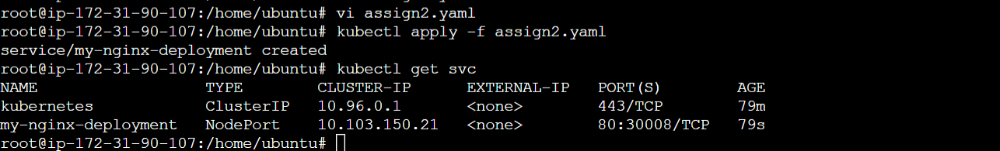 root@ip-172-31-90-107:/home/ubuntu# vi assign2.yaml
root@ip-172-31-90-107:/home/ubuntu# kubectl apply -f assign2.yaml
service/my-nginx-deployment created
root@ip-172-31-90-107:/home/ubuntu# kubectl get svc
NAME                  TYPE        CLUSTER-IP      EXTERNAL-IP   PORT(S)        AGE
kubernetes            ClusterIP   10.96.0.1       <none>        443/TCP        79m
my-nginx-deployment   NodePort    10.103.150.21   <none>        80:30008/TCP   79s
root@ip-172-31-90-107:/home/ubuntu#